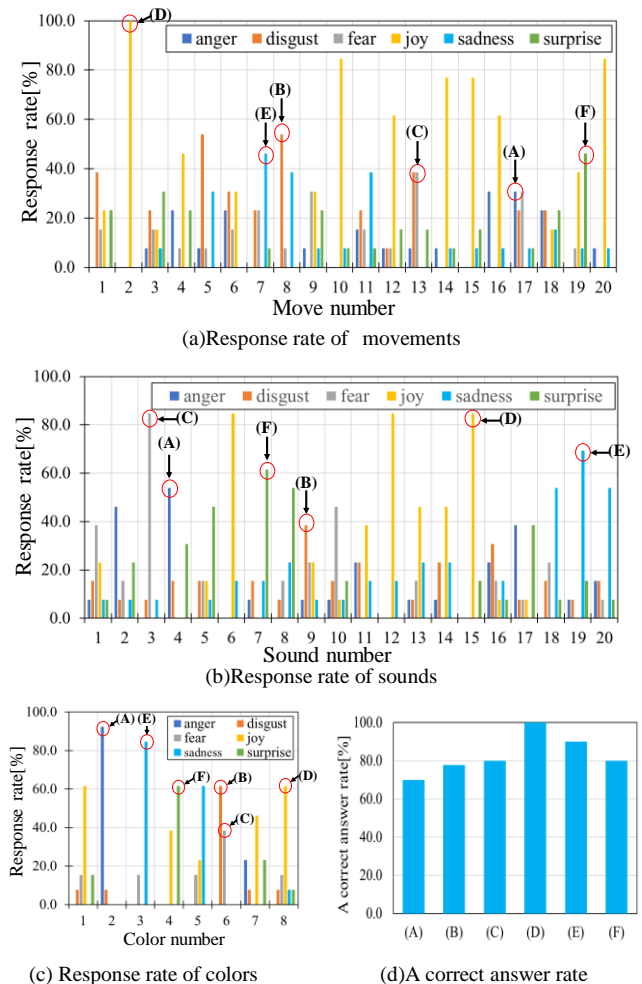 100.0
80.0
60.0
40.0
20.0
0.0
Response rate[%]
anger disgust fear joy sadness surprise
(D)
(E)
(B)
(C)
(A)
(F)
1 2 3 4 5 6 7 8 9 10 11 12 13 14 15 16 17 18 19 20
Move number
(a)Response rate of movements
100.0
80.0
60.0
40.0
20.0
0.0
Response rate[%]
anger disgust fear joy sadness surprise
(C)
(A)
(F)
(B)
(D)
(E)
1 2 3 4 5 6 7 8 9 10 11 12 13 14 15 16 17 18 19 20
Sound number
(b)Response rate of sounds
100.0
80.0
60.0
40.0
20.0
0.0
Response rate[%]
(A) (E)
anger disgust
fear joy
sadness surprise
(F)
(B)
(C)
(D)
1 2 3 4 5 6 7 8
Color number
(c) Response rate of colors
100.0
80.0
60.0
40.0
20.0
0.0
A correct answer rate[%]
(A) (B) (C) (D) (E) (F)
(d)A correct answer rate